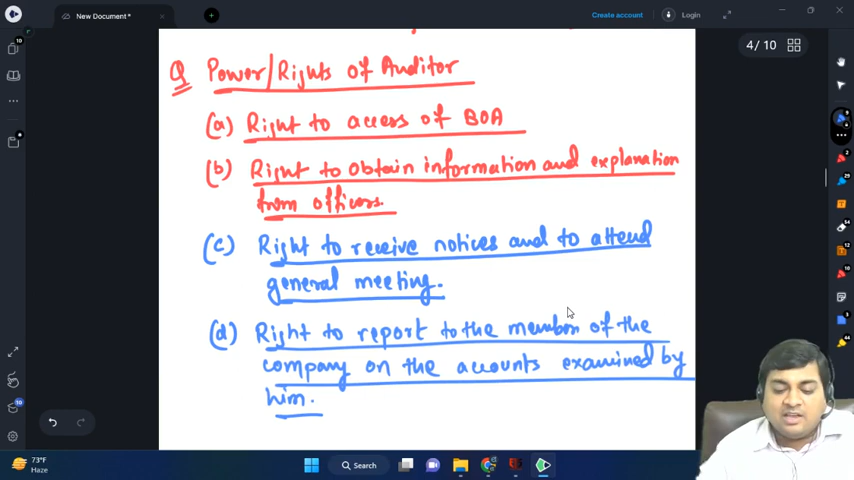 New Document*
Create account
Login
4 / 10
Q Power/Rights of Auditor
(a) Right to access of BOA
(b) Right to obtain information and explanation
from officers.
(c) Right to receive notices and to attend
general meeting.
(d) Right to report to the member of the
company on the accounts examined by
him.
73°F
Haze
Search